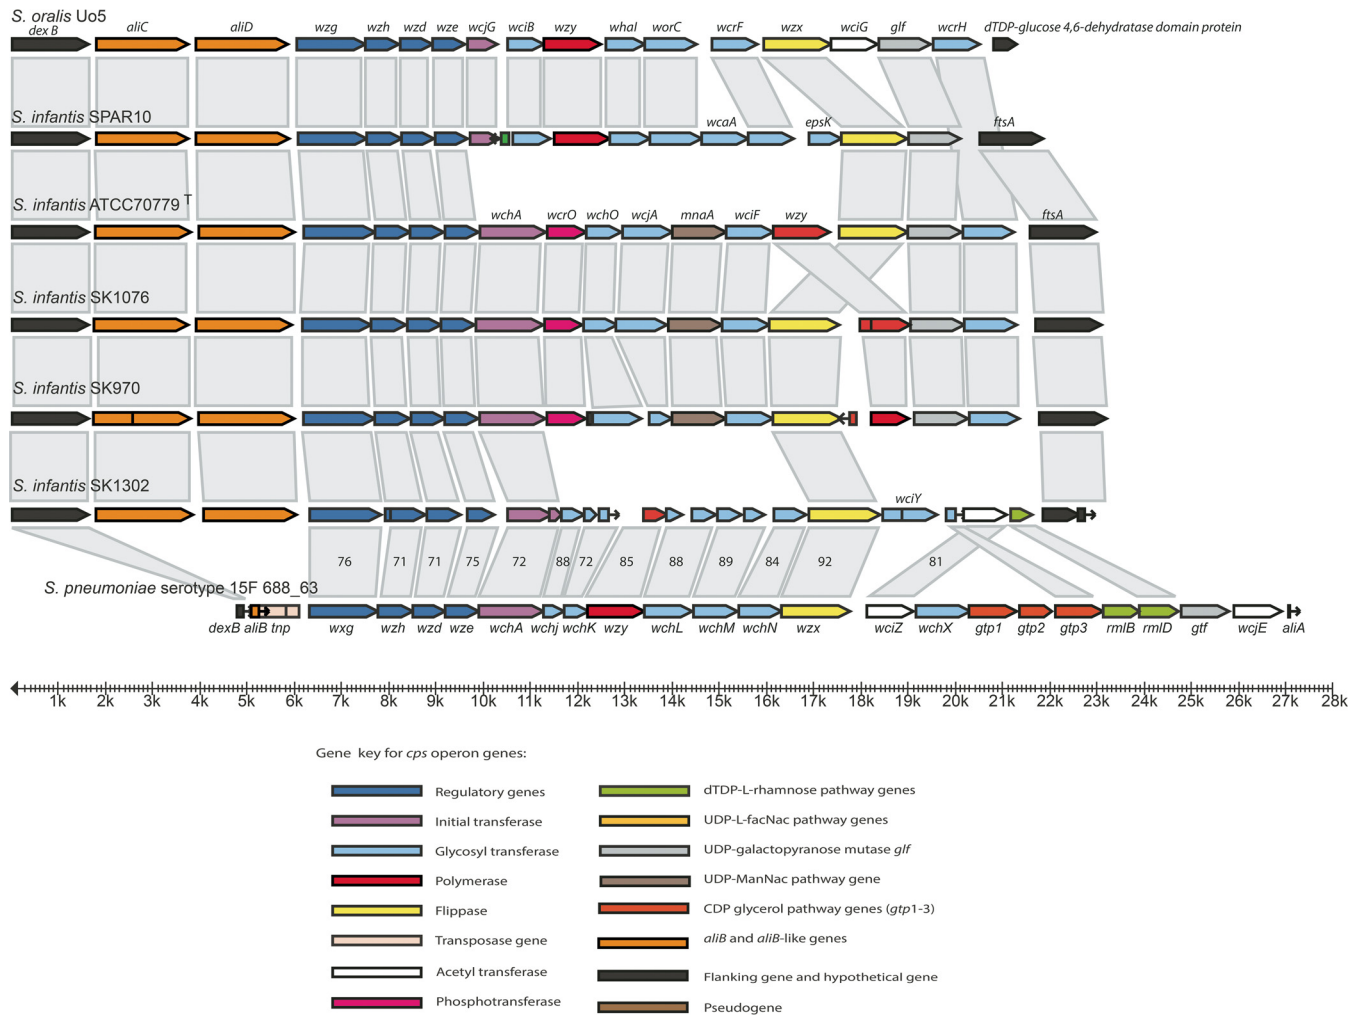 S. oralis Uo5
dex B aliC aliD wzg wzh wzd wze wcjG wciB wzy whaI worC wcrF wzx wciG glf wcrH dTDP-glucose 4,6-dehydratase domain protein
S. infantis SPAR10
wcaA epsK ftsA
S. infantis ATCC70779 T
wchA wcrO wchO wcjA mnaA wciF wzy ftsA
S. infantis SK1076
S. infantis SK970
S. infantis SK1302
wciY
76 71 71 75 72 88 72 85 88 89 84 92 81
S. pneumoniae serotype 15F 688_63
dexB aliB tnp wxg wzh wzd wze wchA wchj wchK wzy wchL wchM wchN wzx wciZ wchX gtp1 gtp2 gtp3 rmlB rmlD gtf wcjE aliA
1k 2k 3k 4k 5k 6k 7k 8k 9k 10k 11k 12k 13k 14k 15k 16k 17k 18k 19k 20k 21k 22k 23k 24k 25k 26k 27k 28k
Gene key for cps operon genes:
Regulatory genes
Initial transferase
Glycosyl transferase
Polymerase
Flippase
Transposase gene
Acetyl transferase
Phosphotransferase
dTDP-L-rhamnose pathway genes
UDP-L-facNac pathway genes
UDP-galactopyranose mutase glf
UDP-ManNac pathway gene
CDP glycerol pathway genes (gtp1-3)
aliB and aliB-like genes
Flanking gene and hypothetical gene
Pseudogene